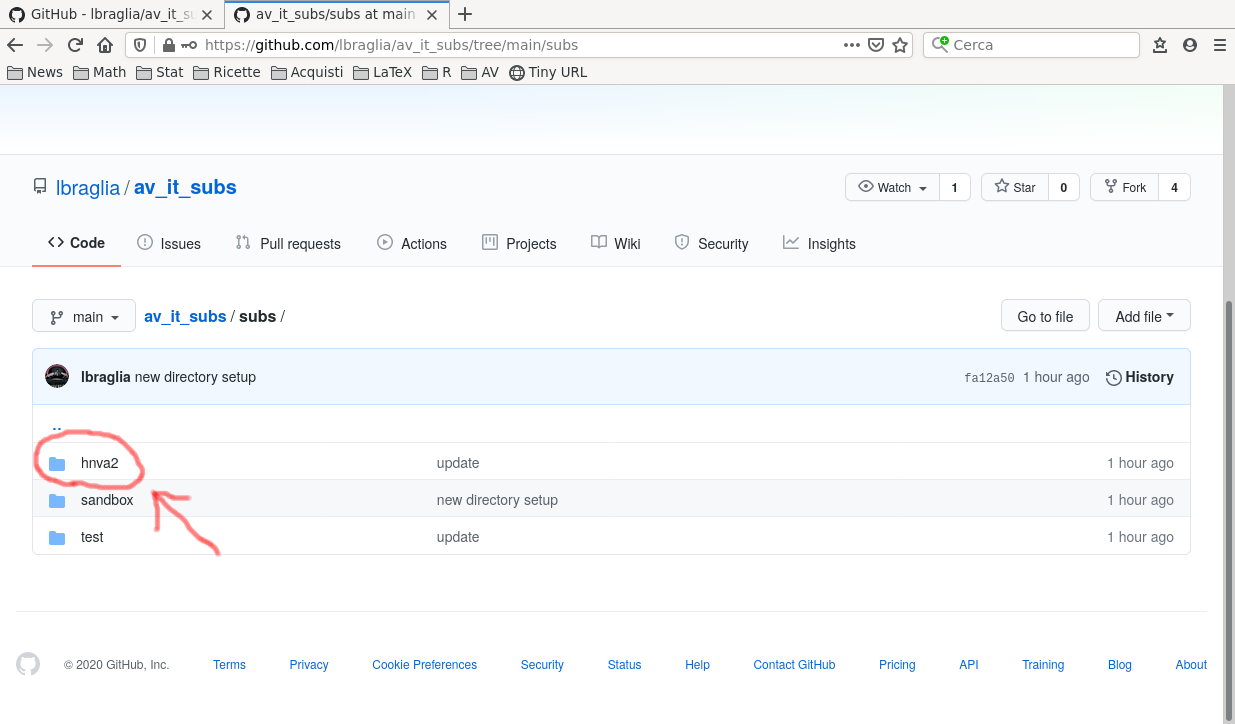 GitHub - lbraglia/av_it_su
av_it_subs/subs at main
https://github.com/lbraglia/av_it_subs/tree/main/subs
Cerca
News Math Stat Ricette Acquisti LaTeX R AV Tiny URL
lbraglia / av_it_subs
Watch 1 Star 0 Fork 4
Code Issues Pull requests Actions Projects Wiki Security Insights
main av_it_subs / subs / Go to file Add file
lbraglia new directory setup fa12a50 1 hour ago History
..
hnva2 update 1 hour ago
sandbox new directory setup 1 hour ago
test update 1 hour ago
© 2020 GitHub, Inc. Terms Privacy Cookie Preferences Security Status Help Contact GitHub Pricing API Training Blog About